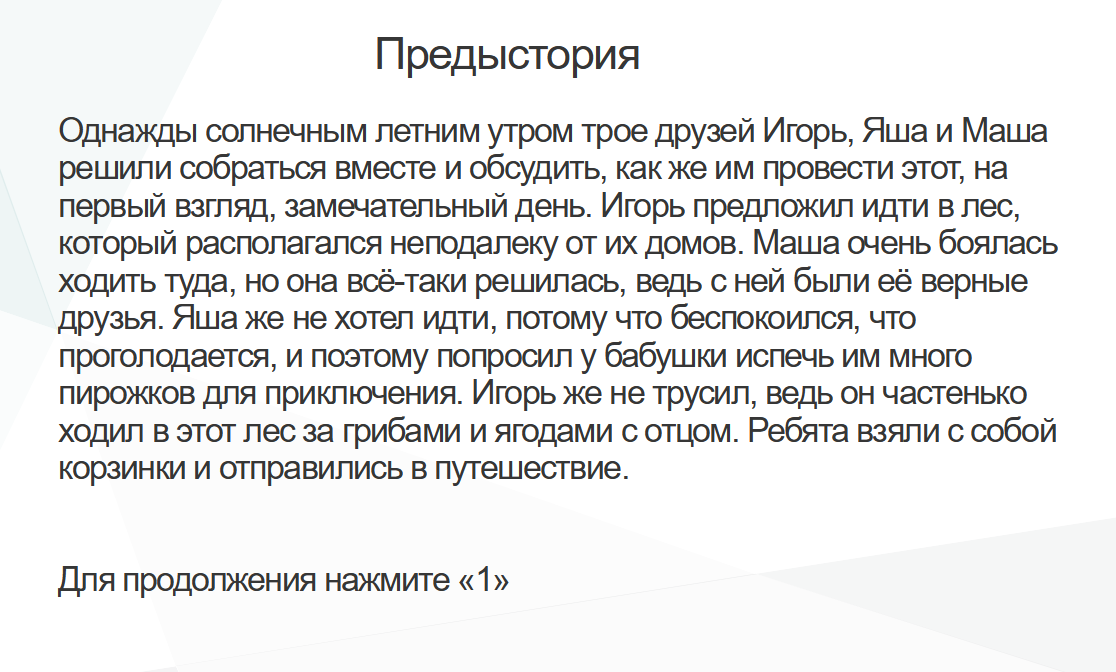 Предыстория
Однажды солнечным летним утром трое друзей Игорь, Яша и Маша
решили собраться вместе и обсудить, как же им провести этот, на
первый взгляд, замечательный день. Игорь предложил идти в лес,
который располагался неподалеку от их домов. Маша очень боялась
ходить туда, но она всё-таки решилась, ведь с ней были её верные
друзья. Яша же не хотел идти, потому что беспокоился, что
проголодается, и поэтому попросил у бабушки испечь им много
пирожков для приключения. Игорь же не трусил, ведь он частенько
ходил в этот лес за грибами и ягодами с отцом. Ребята взяли с собой
корзинки и отправились в путешествие.
Для продолжения нажмите «1»